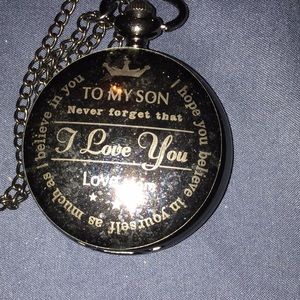 TO MY SON
Never forget that
I Love You
Love
I hope you believe in yourself as much as I believe in you